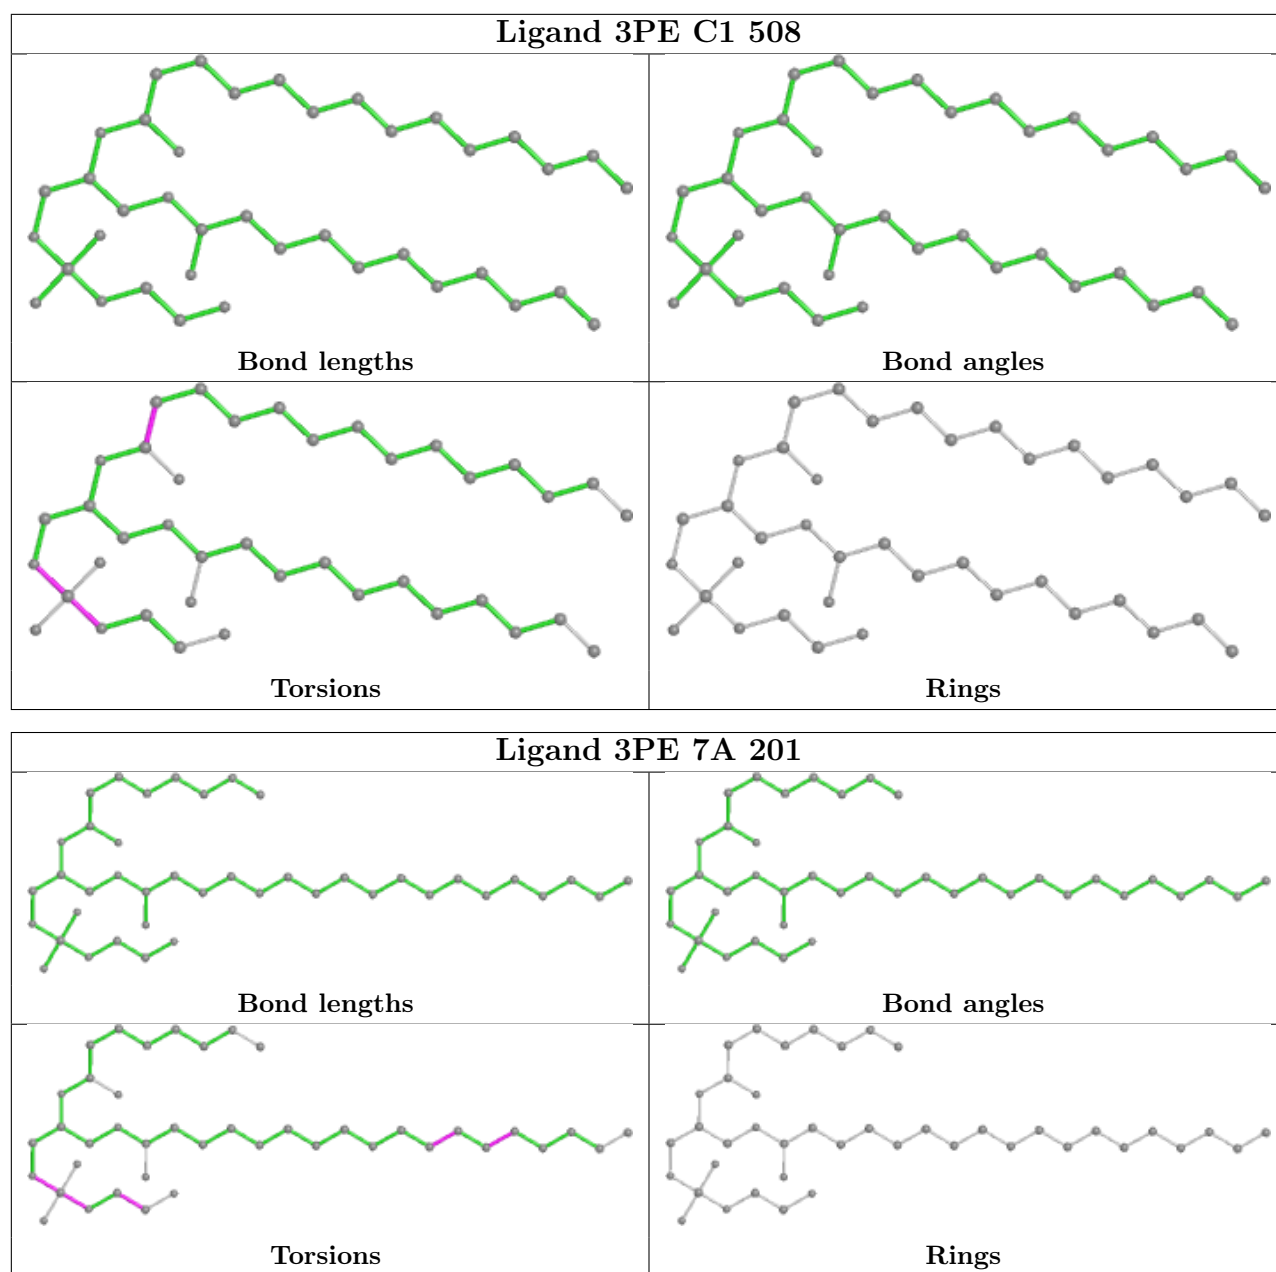 Ligand 3PE C1 508
Bond lengths
Bond angles
Torsions
Rings
Ligand 3PE 7A 201
Bond lengths
Bond angles
Torsions
Rings